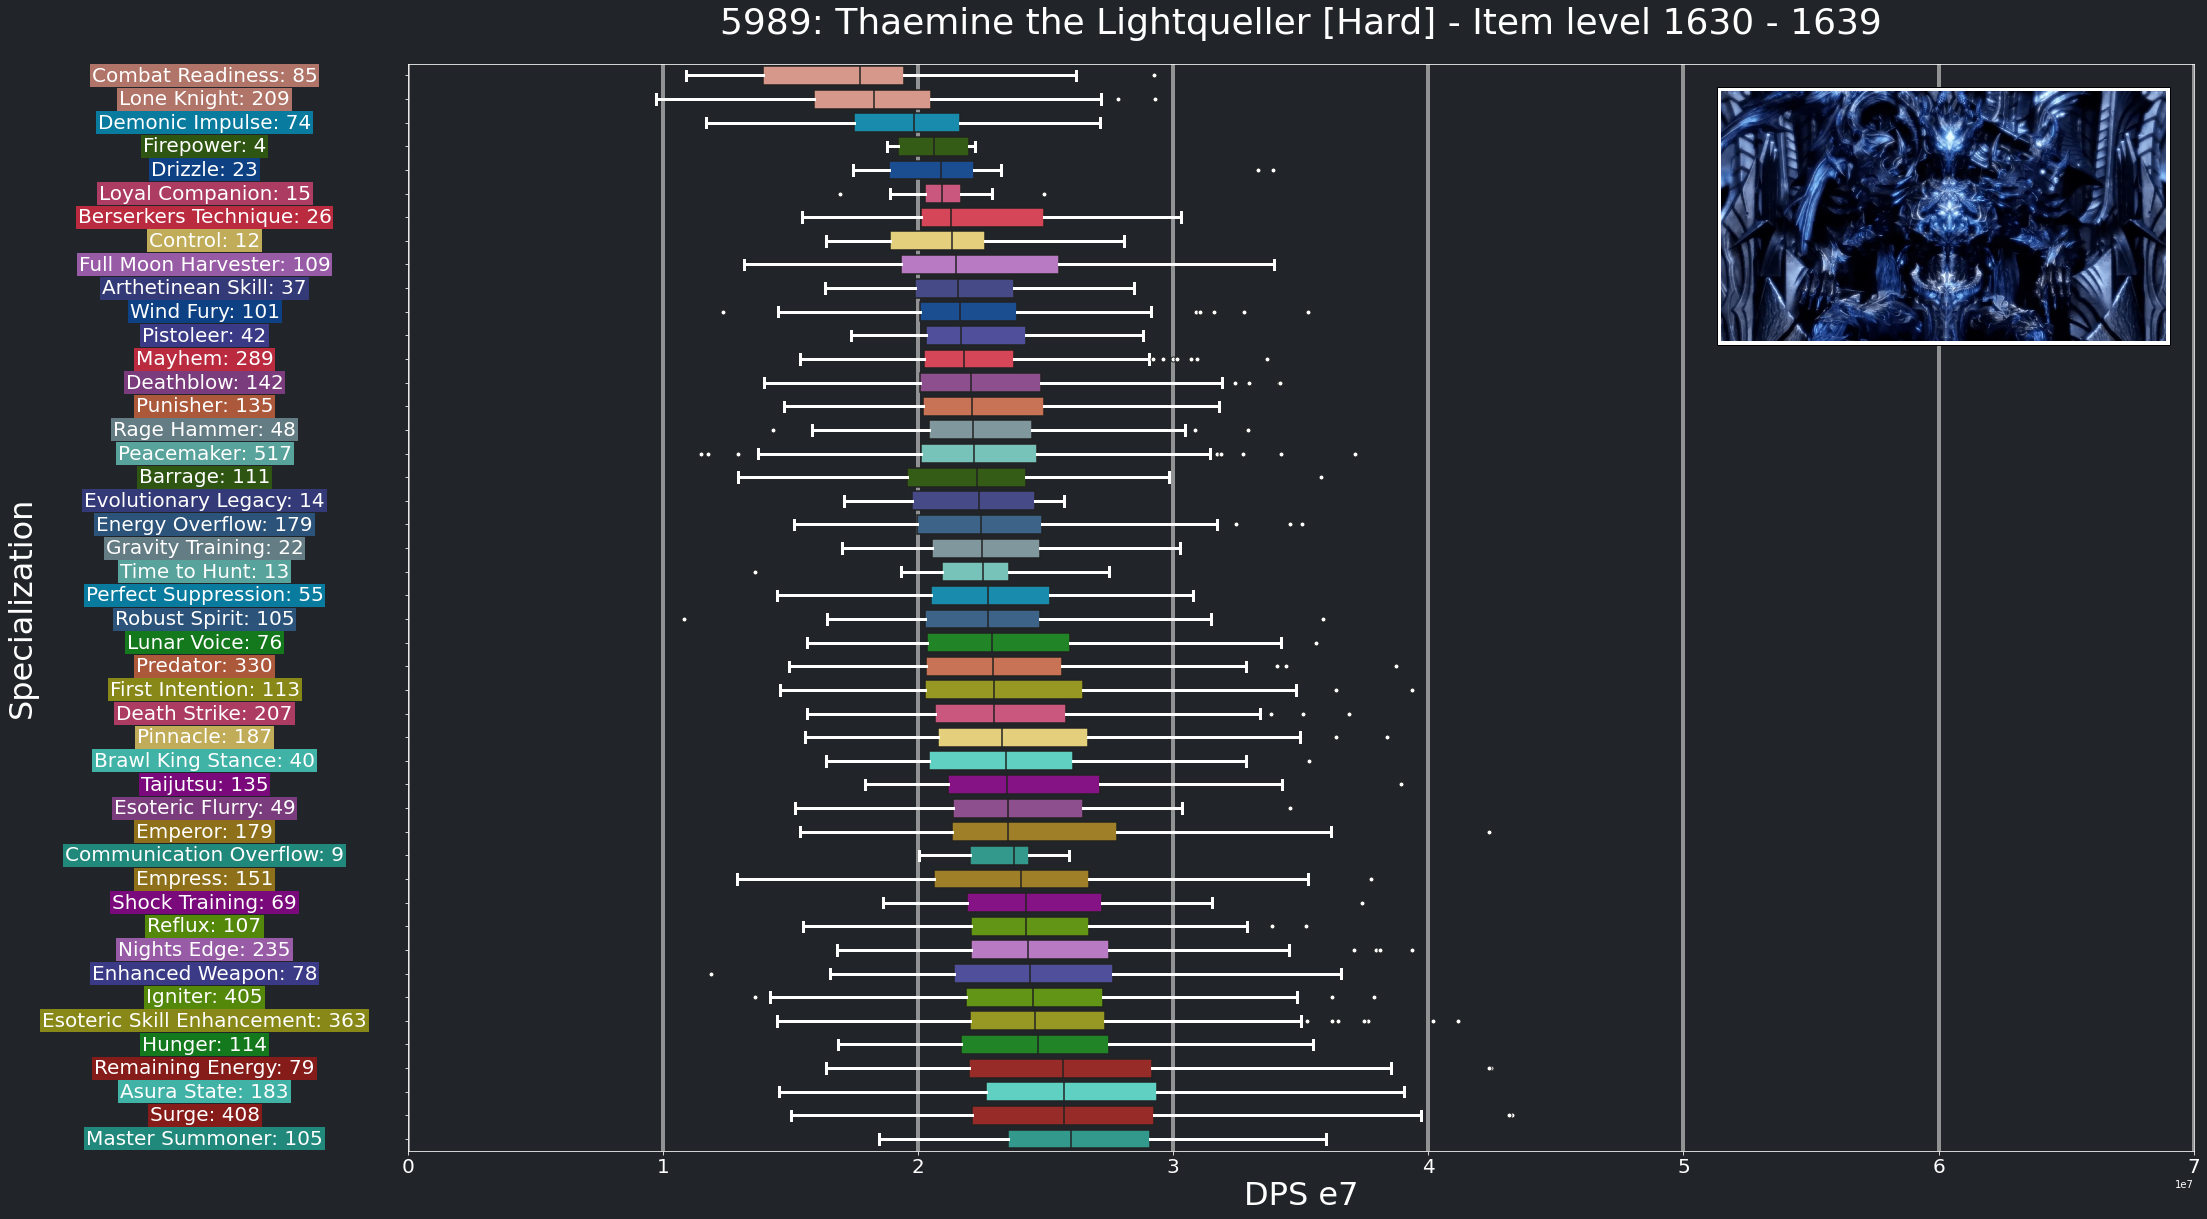 5989: Thaemine the Lightqueller [Hard] - Item level 1630 - 1639
Combat Readiness: 85
Lone Knight: 209
Demonic Impulse: 74
Firepower: 4
Drizzle: 23
Loyal Companion: 15
Berserkers Technique: 26
Control: 12
Full Moon Harvester: 109
Arthetinean Skill: 37
Wind Fury: 101
Pistoleer: 42
Mayhem: 289
Deathblow: 142
Punisher: 135
Rage Hammer: 48
Peacemaker: 517
Barrage: 111
Evolutionary Legacy: 14
Energy Overflow: 179
Gravity Training: 22
Time to Hunt: 13
Perfect Suppression: 55
Robust Spirit: 105
Lunar Voice: 76
Predator: 330
First Intention: 113
Death Strike: 207
Pinnacle: 187
Brawl King Stance: 40
Taijutsu: 135
Esoteric Flurry: 49
Emperor: 179
Communication Overflow: 9
Empress: 151
Shock Training: 69
Reflux: 107
Nights Edge: 235
Enhanced Weapon: 78
Igniter: 405
Esoteric Skill Enhancement: 363
Hunger: 114
Remaining Energy: 79
Asura State: 183
Surge: 408
Master Summoner: 105
Specialization
0 1 2 3 4 5 6 7
1e7
DPS e7